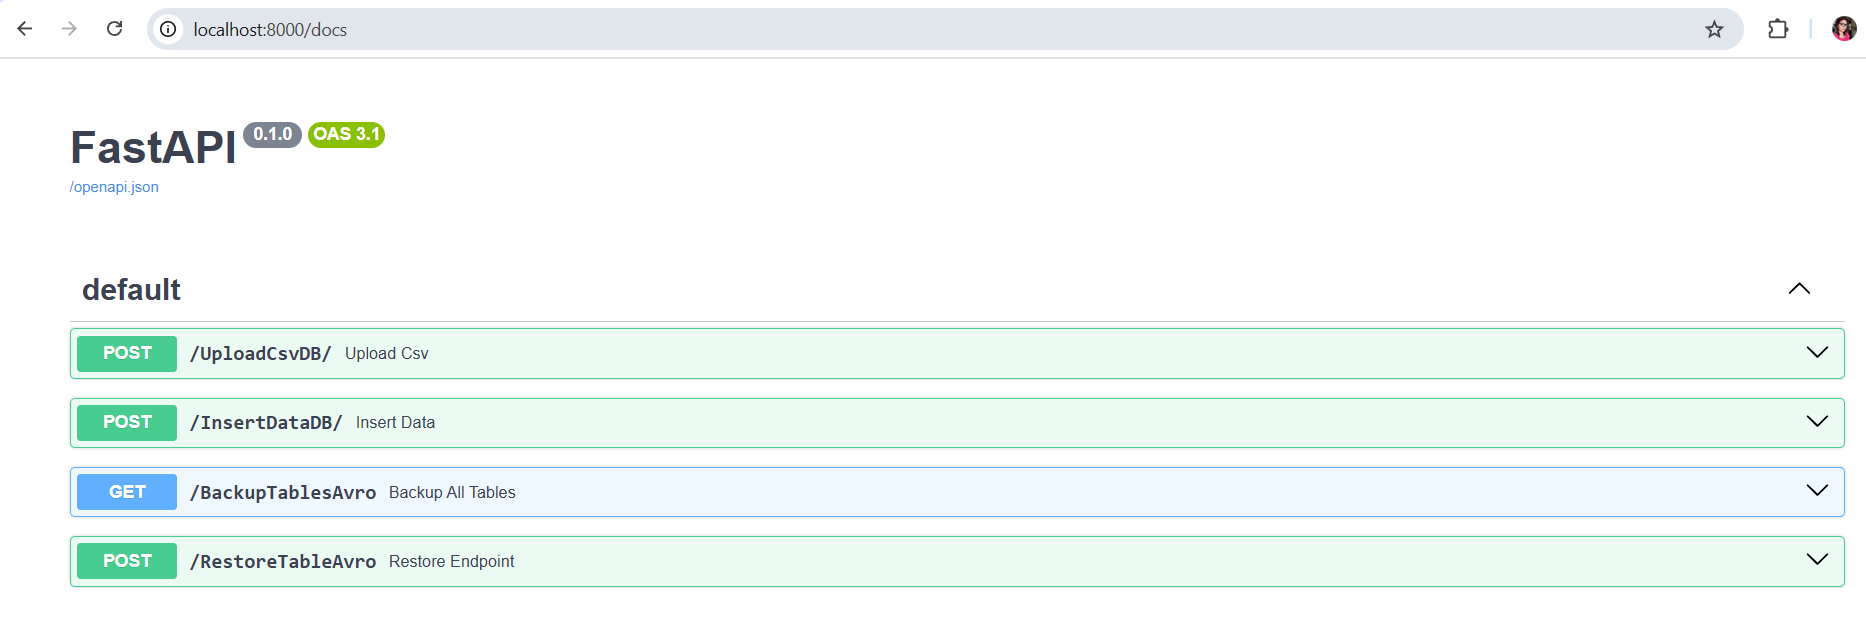 localhost:8000/docs
FastAPI 0.1.0 OAS 3.1
/openapi.json
default
POST /UploadCsvDB/ Upload Csv
POST /InsertDataDB/ Insert Data
GET /BackupTablesAvro Backup All Tables
POST /RestoreTableAvro Restore Endpoint